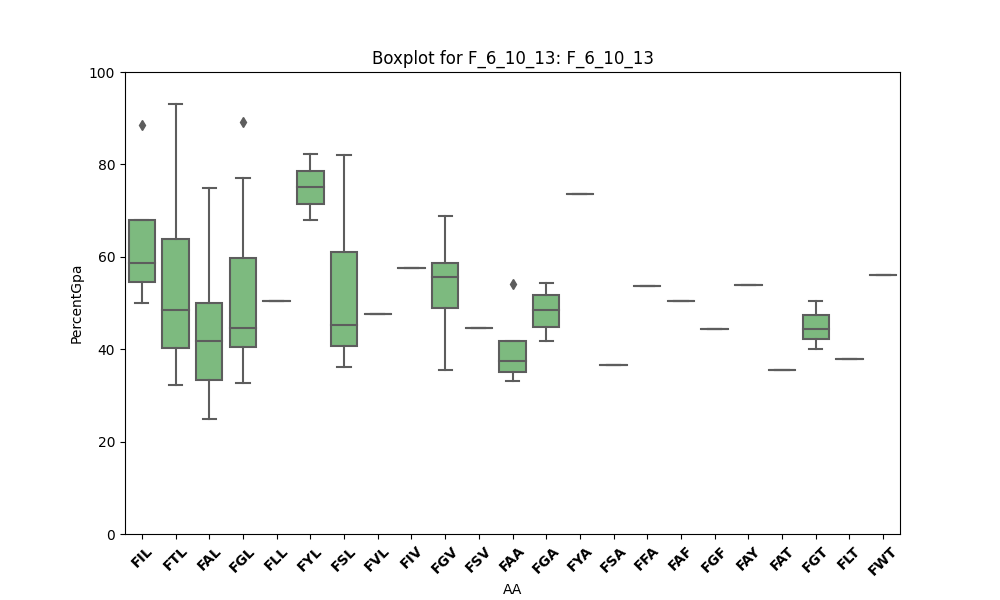 Boxplot for F_6_10_13: F_6_10_13
PercentGpa
100
80
60
40
20
0
FIL FTL FAL FGL FLL FYL FSL FVL FIV FGV FSV FAA FGA FYA FSA FFA FAF FGF FAY FAT FGT FLT FWT
AA